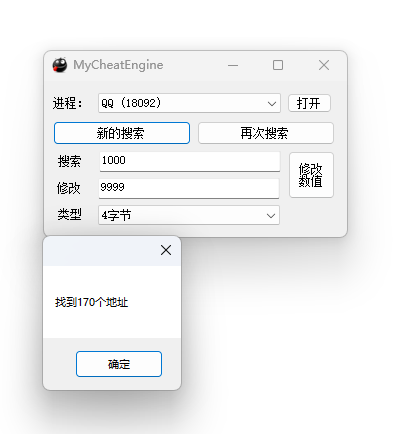 MyCheatEngine
进程： QQ (18092) 打开
新的搜索 再次搜索
搜索 1000
修改 9999
修改
数值
类型 4字节
找到170个地址
确定